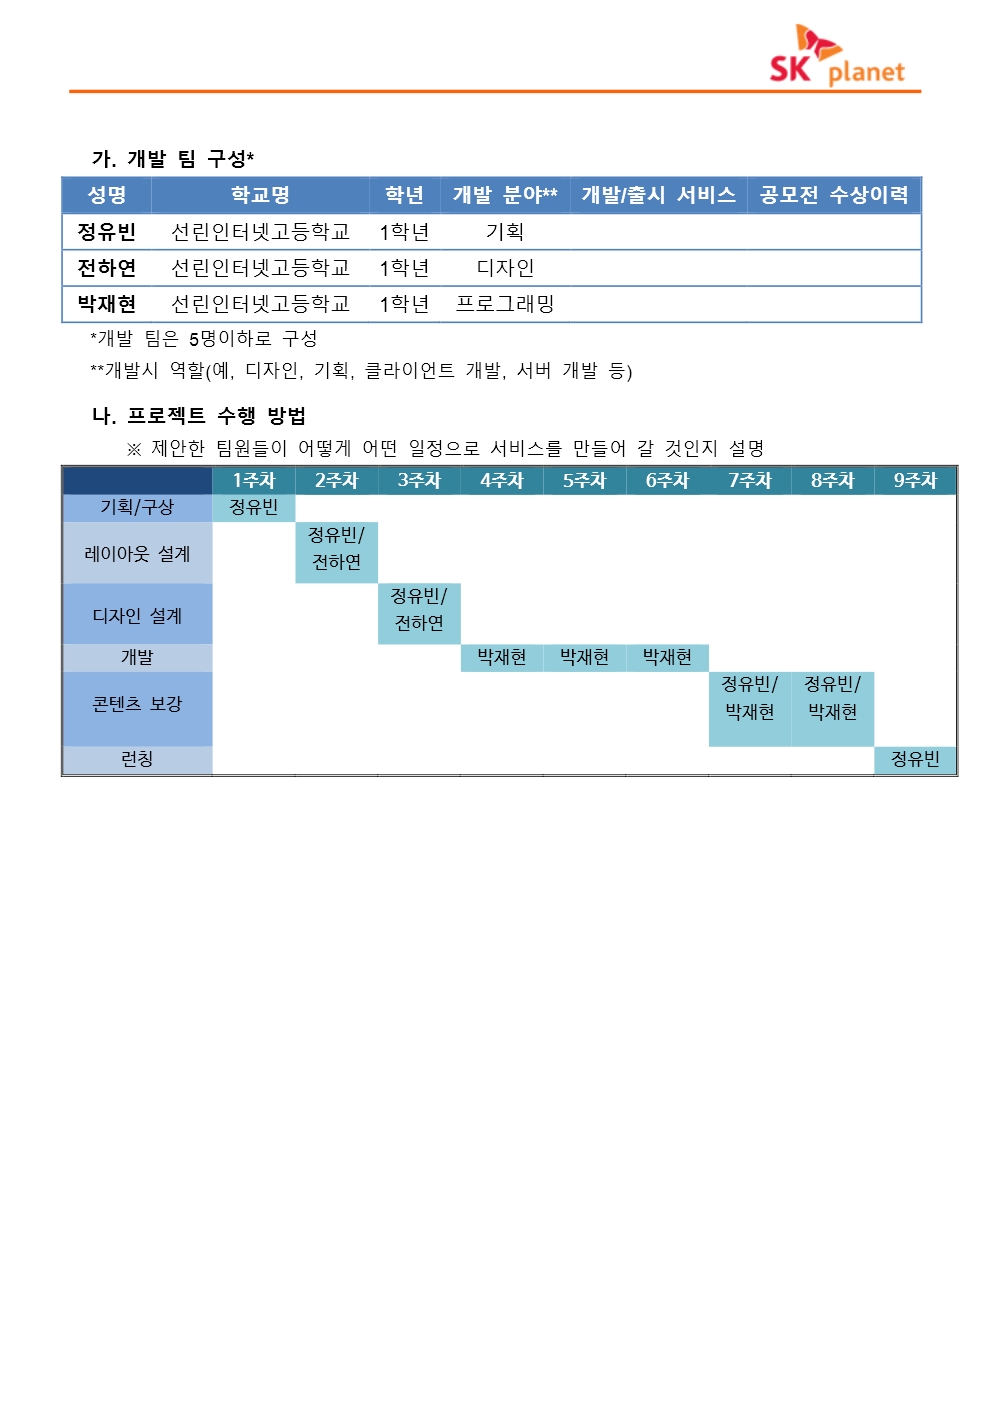 SK planet
가. 개발 팀 구성*
성명 학교명 학년 개발 분야** 개발/출시 서비스 공모전 수상이력
정유빈 선린인터넷고등학교 1학년 기획
전하연 선린인터넷고등학교 1학년 디자인
박재현 선린인터넷고등학교 1학년 프로그래밍
*개발 팀은 5명이하로 구성
**개발시 역할(예, 디자인, 기획, 클라이언트 개발, 서버 개발 등)
나. 프로젝트 수행 방법
※ 제안한 팀원들이 어떻게 어떤 일정으로 서비스를 만들어 갈 것인지 설명
1주차 2주차 3주차 4주차 5주차 6주차 7주차 8주차 9주차
기획/구상 정유빈
레이아웃 설계 정유빈/
전하연
디자인 설계 정유빈/
전하연
개발 박재현 박재현 박재현
콘텐츠 보강 정유빈/ 정유빈/
박재현 박재현
런칭 정유빈